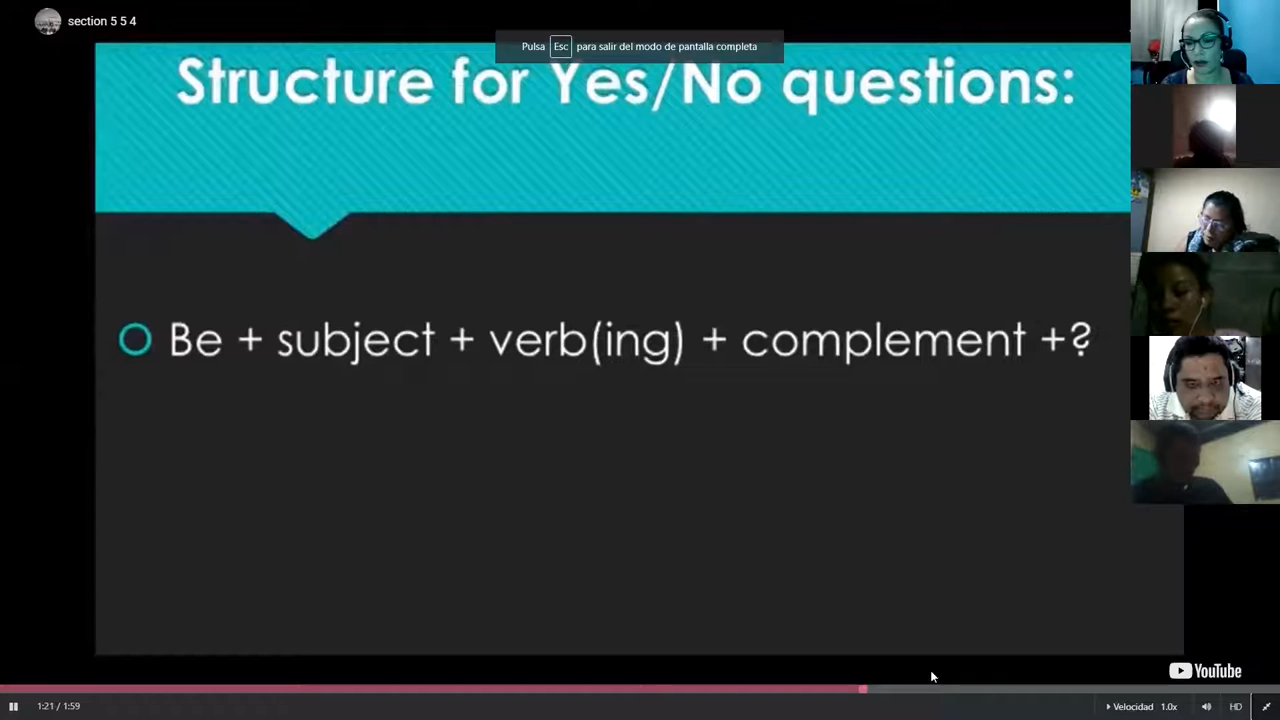 section 5 5 4
Pulsa Esc para salir del modo de pantalla completa
Structure for Yes/No questions:
Be + subject + verb(ing) + complement +?
YouTube
1:21 / 1:59
Velocidad 1.0x
HD